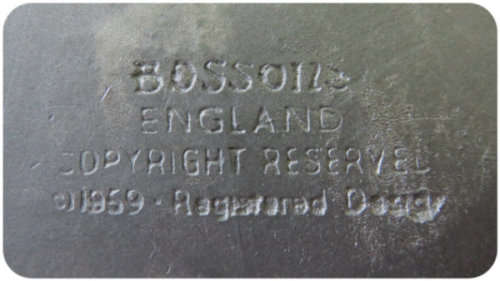 BOSSONS
ENGLAND
COPYRIGHT RESERVED
© 1959 · Registered Design